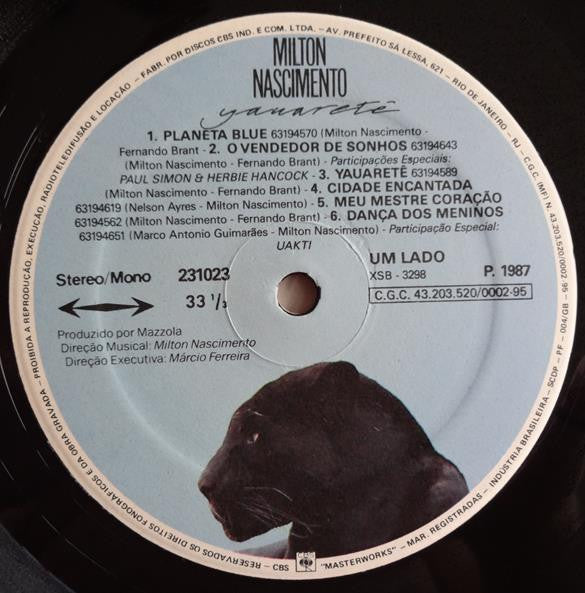 MILTON
NASCIMENTO
yauaretê
1. PLANETA BLUE 63194570 (Milton Nascimento -
Fernando Brant - 2. O VENDEDOR DE SONHOS 63194643
(Milton Nascimento - Fernando Brant) - Participações Especiais:
PAUL SIMON & HERBIE HANCOCK - 3. YAUARETÊ 63194589
(Milton Nascimento - Fernando Brant) - 4. CIDADE ENCANTADA
63194619 (Nelson Ayres - Milton Nascimento) - 5. MEU MESTRE CORAÇÃO
63194562 (Milton Nascimento - Fernando Brant) - 6. DANÇA DOS MENINOS
63194651 (Marco Antonio Guimarães - Milton Nascimento) - Participação Especial:
UAKTI
Stereo/Mono 231023
33 1/3
UM LADO
XSB - 3298 P. 1987
C.G.C. 43.203.520/0002-95
Produzido por Mazzola
Direção Musical: Milton Nascimento
Direção Executiva: Márcio Ferreira
RESERVADOS OS DIREITOS FONOGRÁFICOS E DA OBRA GRAVADA - PROIBIDA A REPRODUÇÃO, EXECUÇÃO, RADIOTELEDIFUSÃO E LOCAÇÃO - FABR. POR DISCOS CBS IND. E COM. LTDA. - AV. PREFEITO SÁ LESSA, 621 - RIO DE JANEIRO - RJ - C.G.C. (MF) N. 43.203.520/0002-95 - SCDP - PF - 004/GB - INDÚSTRIA BRASILEIRA - MAR. REGISTRADAS - "MASTERWORKS" CBS - CBS